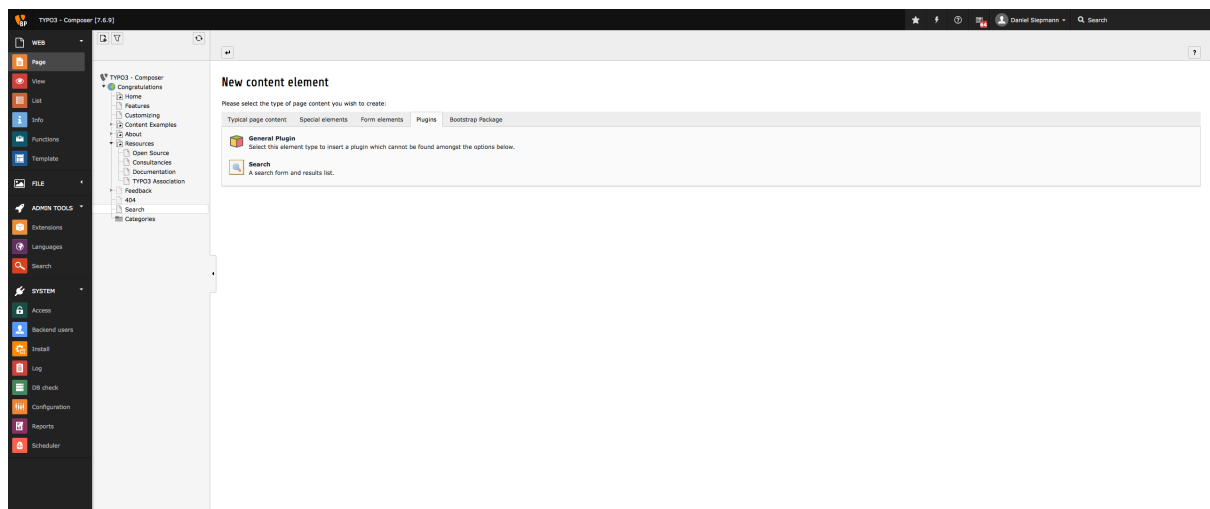 TYPO3 - Composer [7.6.9]
64
Daniel Siepmann
Search
WEB
Page
View
List
Info
Functions
Template
FILE
ADMIN TOOLS
Extensions
Languages
Search
SYSTEM
Access
Backend users
Install
Log
DB check
Configuration
Reports
Scheduler
TYPO3 - Composer
Congratulations
Home
Features
Customizing
Content Examples
About
Resources
Open Source
Consultancies
Documentation
TYPO3 Association
Feedback
404
Search
Categories
?
New content element
Please select the type of page content you wish to create:
Typical page content Special elements Form elements Plugins Bootstrap Package
General Plugin
Select this element type to insert a plugin which cannot be found amongst the options below.
Search
A search form and results list.